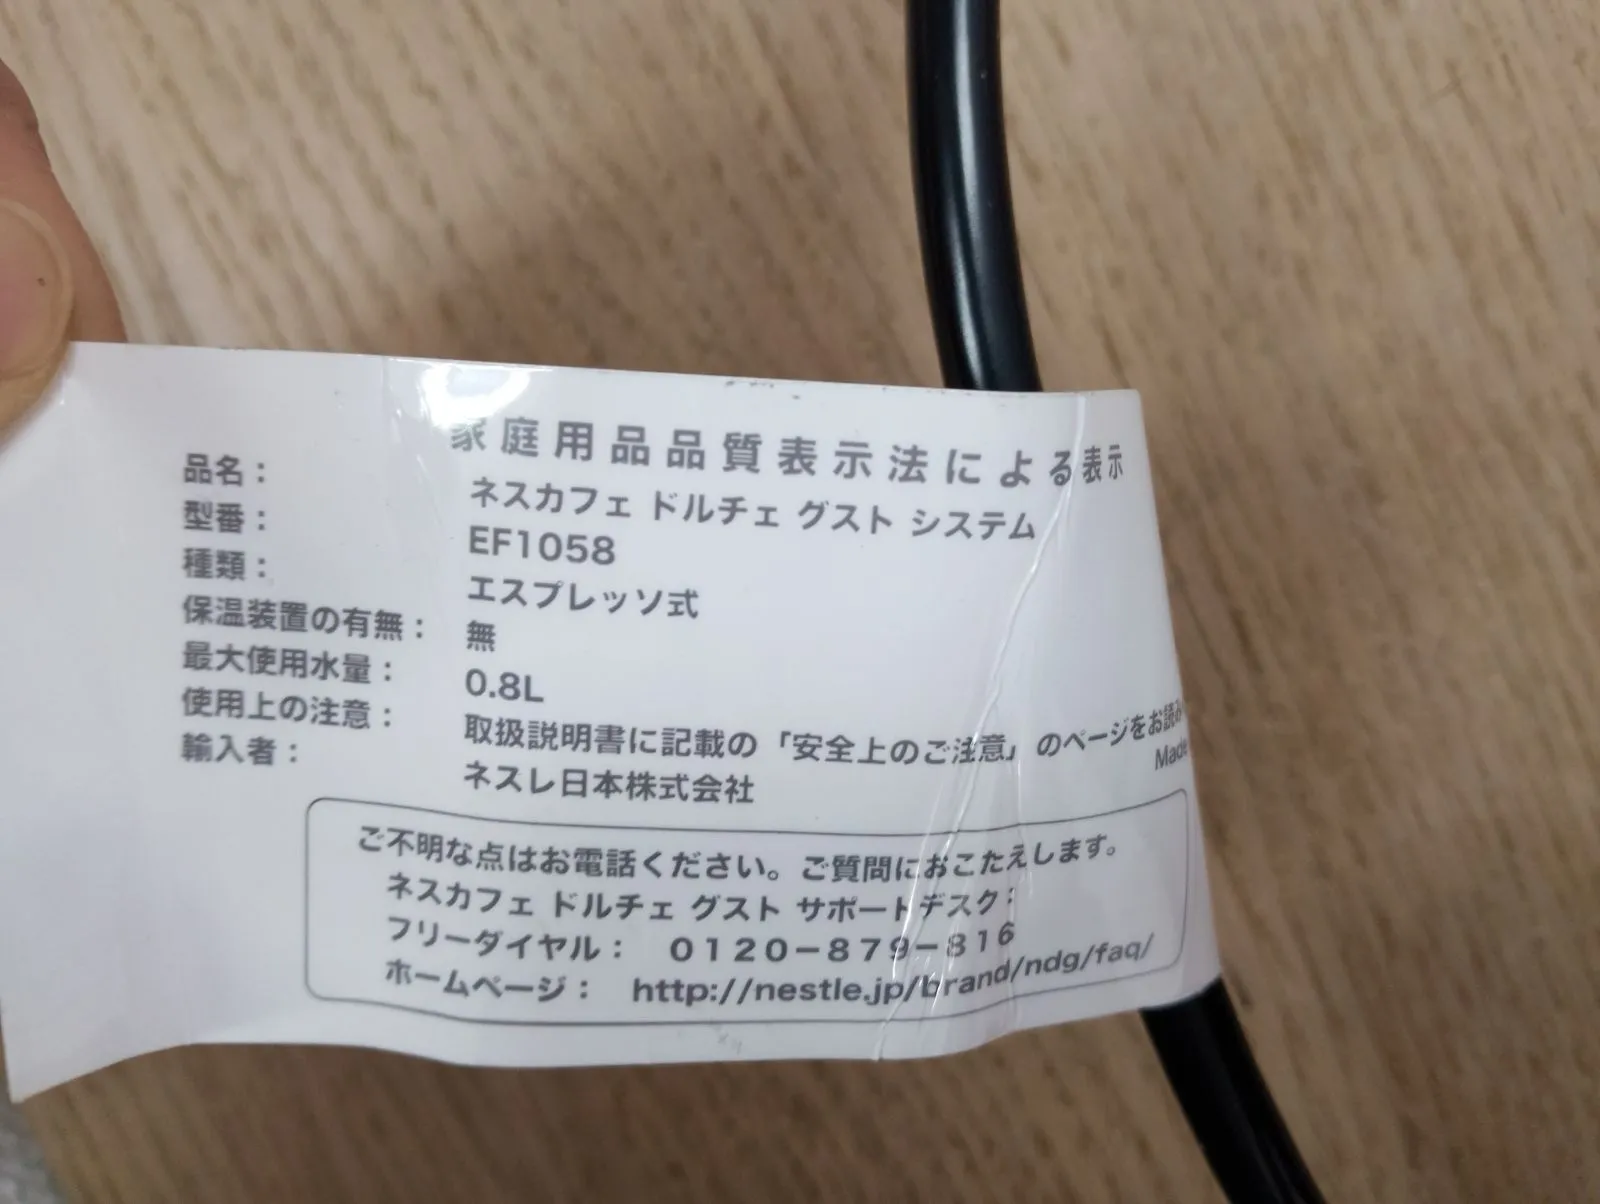 家庭用品品質表示法による表示
品名： ネスカフェ ドルチェ グスト システム
型番： EF1058
種類： エスプレッソ式
保温装置の有無： 無
最大使用水量： 0.8L
使用上の注意： 取扱説明書に記載の「安全上のご注意」のページをお読み
輸入者： ネスレ日本株式会社
Made
ご不明な点はお電話ください。ご質問におこたえします。
ネスカフェ ドルチェ グスト サポートデスク：
フリーダイヤル： 0120-879-816
ホームページ： http://nestle.jp/brand/ndg/faq/